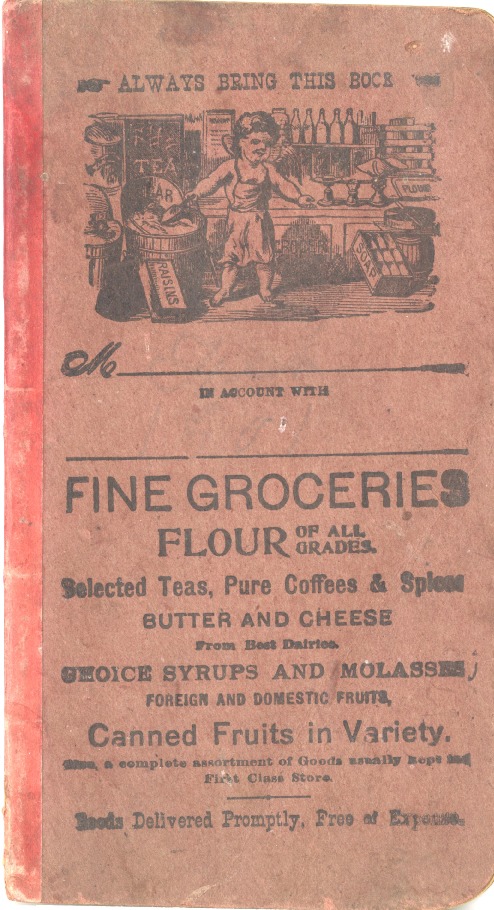 ALWAYS BRING THIS BOOK
TEA
RAISINS
GROCER
SOAP
FLOUR
M
IN ACCOUNT WITH
FINE GROCERIES
FLOUR OF ALL GRADES.
Selected Teas, Pure Coffees & Spices
BUTTER AND CHEESE
From Best Dairies.
CHOICE SYRUPS AND MOLASSES,
FOREIGN AND DOMESTIC FRUITS,
Canned Fruits in Variety.
Also, a complete assortment of Goods usually kept in a
First Class Store.
Goods Delivered Promptly, Free of Expense.